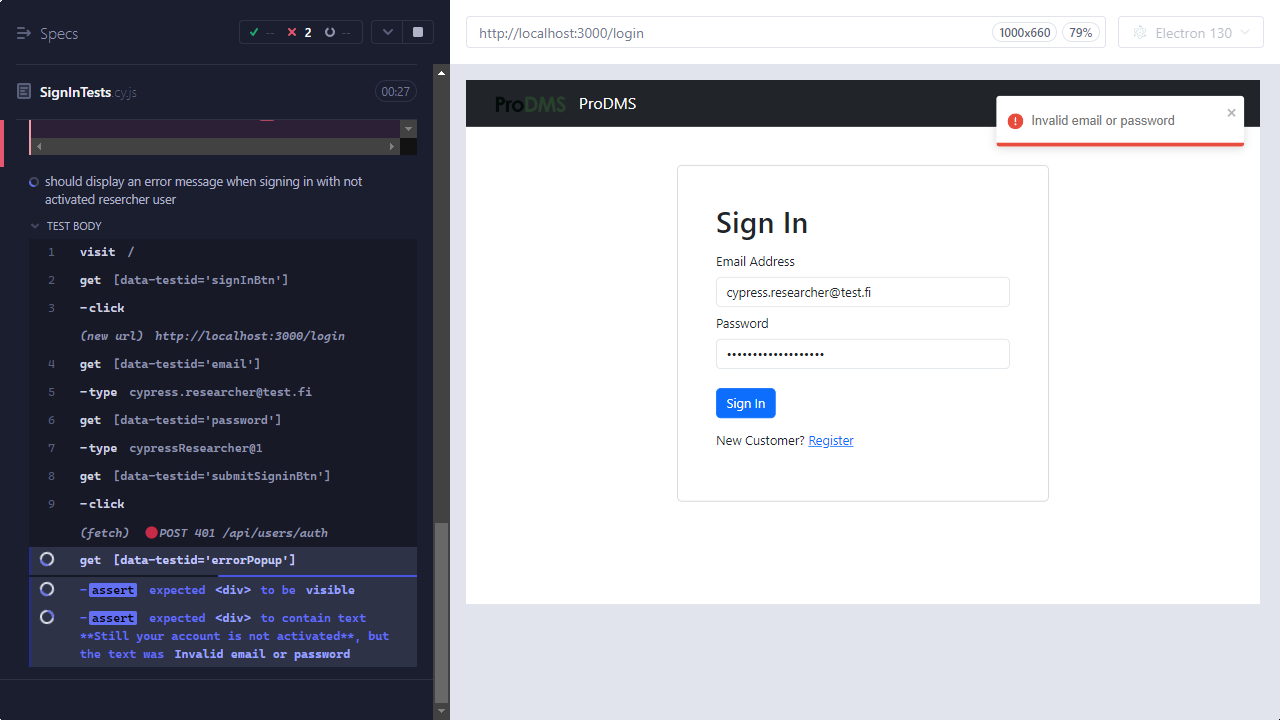 Specs
-- 2 --
SignInTests.cy.js
00:27
should display an error message when signing in with not
activated resercher user
TEST BODY
1 visit /
2 get [data-testid='signInBtn']
3 -click
(new url) http://localhost:3000/login
4 get [data-testid='email']
5 -type cypress.researcher@test.fi
6 get [data-testid='password']
7 -type cypressResearcher@1
8 get [data-testid='submitSigninBtn']
9 -click
(fetch) POST 401 /api/users/auth
get [data-testid='errorPopup']
-assert expected <div> to be visible
-assert expected <div> to contain text
**Still your account is not activated**, but
the text was Invalid email or password
http://localhost:3000/login
1000x660
79%
Electron 130
ProDMS ProDMS
Invalid email or password
Sign In
Email Address
cypress.researcher@test.fi
Password
•••••••••••••••••••
Sign In
New Customer? Register